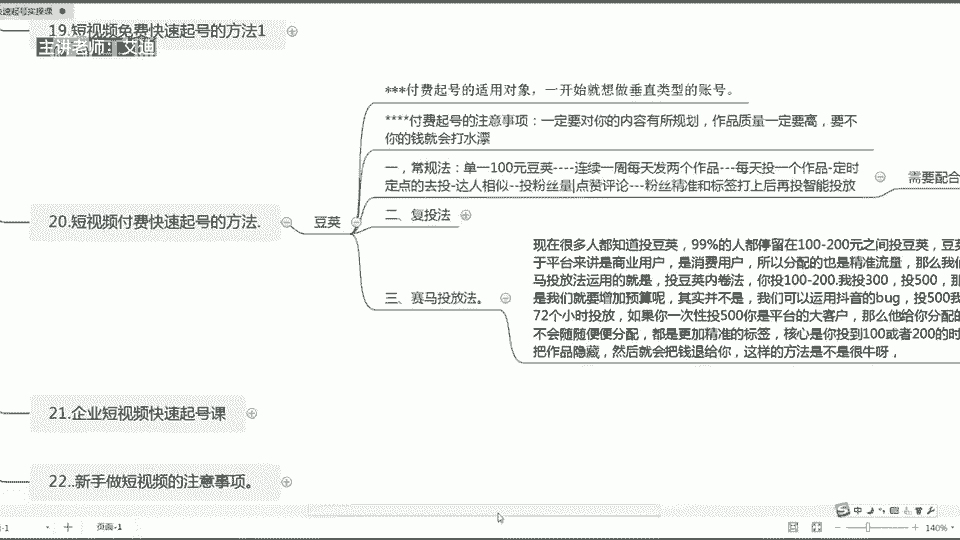 速起号实操课
19.短视频免费快速起号的方法1
主讲老师：艾迪
***付费起号的适用对象，一开始就想做垂直类型的账号。
****付费起号的注意事项：一定要对你的内容有所规划，作品质量一定要高，要不
你的钱就会打水漂
一，常规法：单一100元豆荚----连续一周每天发两个作品---每天投一个作品-定时
定点的去投-达人相似--投粉丝量|点赞评论---粉丝精准和标签打上后再投智能投放
需要配合
20.短视频付费快速起号的方法.
豆荚
二、复投法
三、赛马投放法。
现在很多人都知道投豆荚，99%的人都停留在100-200元之间投豆荚，豆荚
于平台来讲是商业用户，是消费用户，所以分配的也是精准流量，那么我们
马投放法运用的就是，投豆荚内卷法，你投100-200.我投300，投500，那
是我们就要增加预算呢，其实并不是，我们可以运用抖音的bug，投500我
72个小时投放，如果你一次性投500你是平台的大客户，那么他给你分配的
不会随随便便分配，都是更加精准的标签，核心是你投到100或者200的时
把作品隐藏，然后就会把钱退给你，这样的方法是不是很牛呀，
21.企业短视频快速起号课
22..新手做短视频的注意事项。
-1
页面-1
中
140%